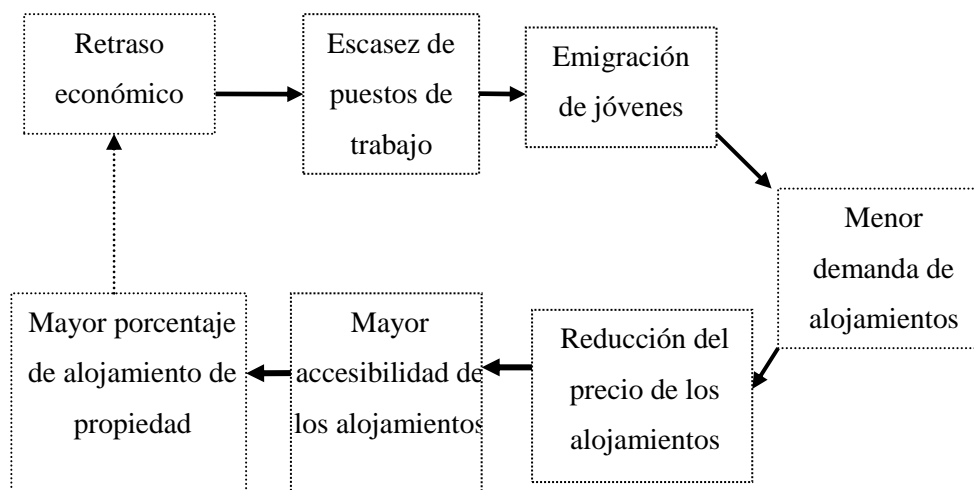 Retraso
económico
Escasez de
puestos de
trabajo
Emigración
de jóvenes
Menor
demanda de
alojamientos
Reducción del
precio de los
alojamientos
Mayor
accesibilidad de
los alojamientos
Mayor porcentaje
de alojamiento de
propiedad